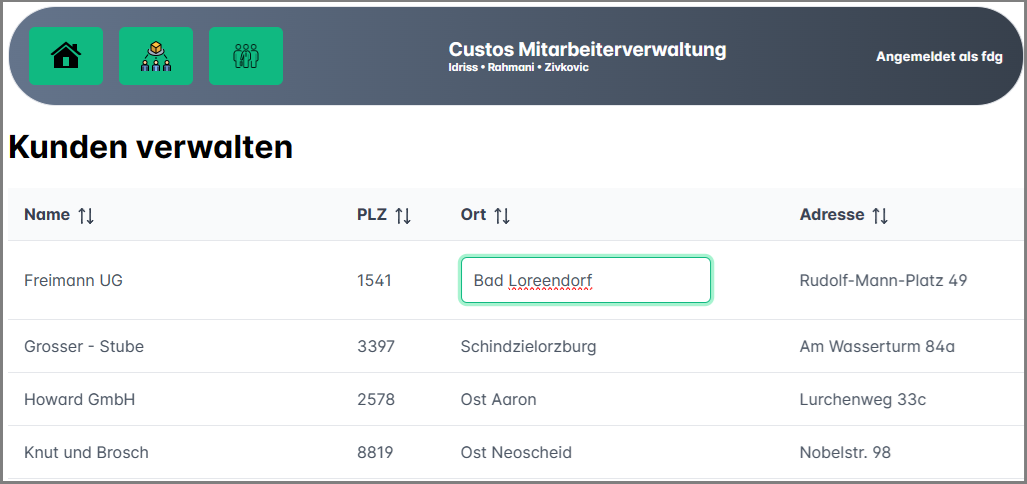 Custos Mitarbeiterverwaltung
Idriss • Rahmani • Zivkovic
Angemeldet als fdg
Kunden verwalten
Name PLZ Ort Adresse
Freimann UG 1541 Bad Loreendorf Rudolf-Mann-Platz 49
Grosser - Stube 3397 Schindzielorzburg Am Wasserturm 84a
Howard GmbH 2578 Ost Aaron Lurchenweg 33c
Knut und Brosch 8819 Ost Neoscheid Nobelstr. 98